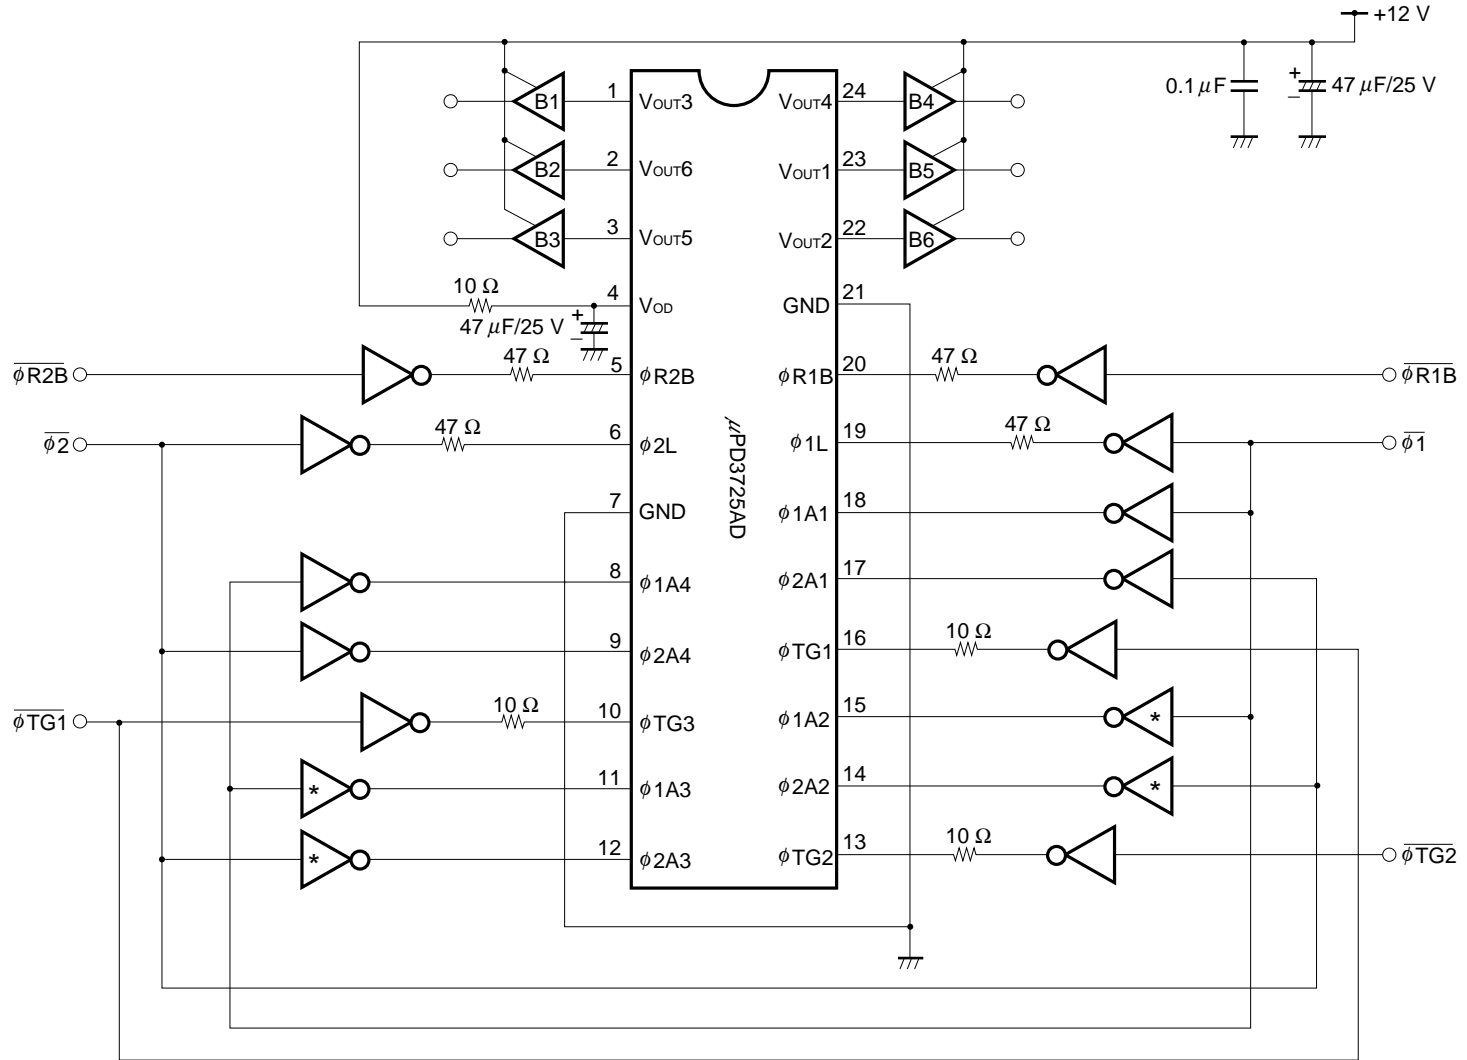 +12 V
0.1 μF
+
−
47 μF/25 V
B1
1
VOUT3
VOUT4
24
B4
B2
2
VOUT6
VOUT1
23
B5
B3
3
VOUT5
VOUT2
22
B6
10 Ω
4
VOD
GND
21
47 μF/25 V
+
−
φR2B
47 Ω
5
φR2B
φR1B
20
47 Ω
φR1B
φ2
47 Ω
6
φ2L
φ1L
19
47 Ω
φ1
μPD3725AD
7
GND
φ1A1
18
8
φ1A4
φ2A1
17
9
φ2A4
φTG1
16
10 Ω
φTG1
10 Ω
10
φTG3
φ1A2
15
*
*
11
φ1A3
φ2A2
14
*
*
12
φ2A3
φTG2
13
10 Ω
φTG2